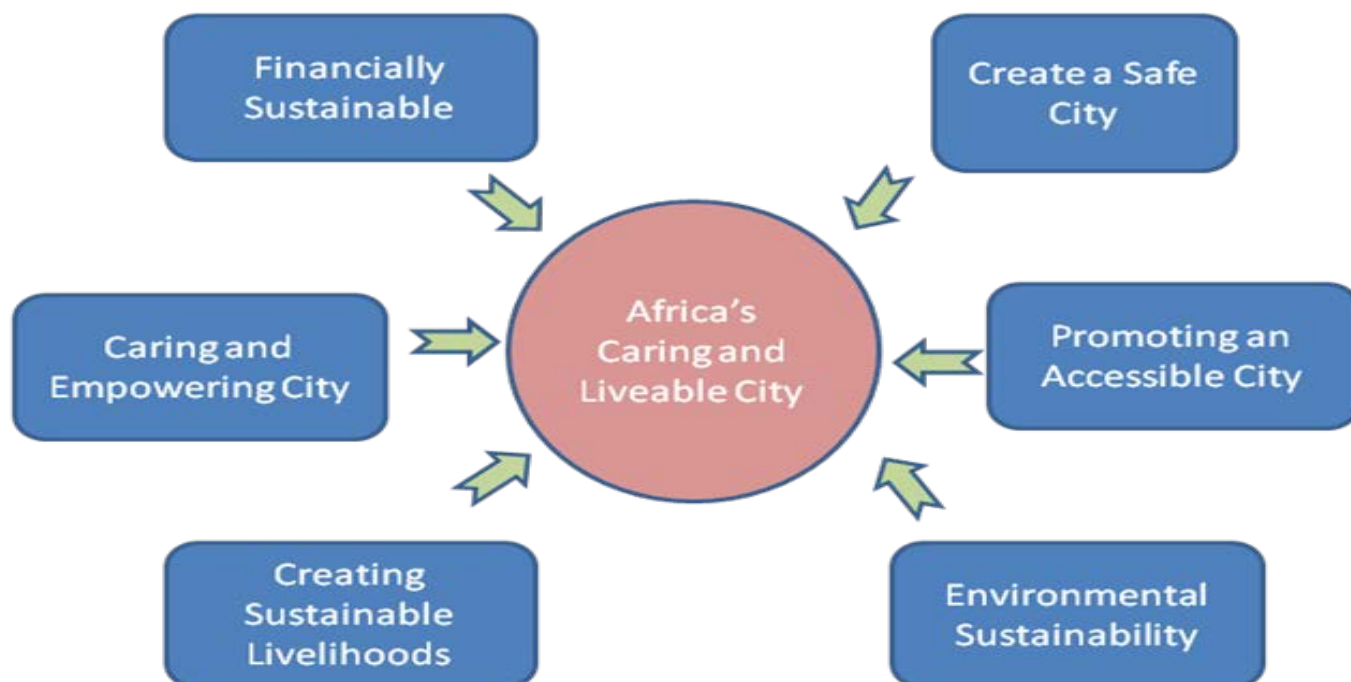 Financially
Sustainable
Create a Safe
City
Caring and
Empowering City
Africa’s
Caring and
Liveable City
Promoting an
Accessible City
Creating
Sustainable
Livelihoods
Environmental
Sustainability